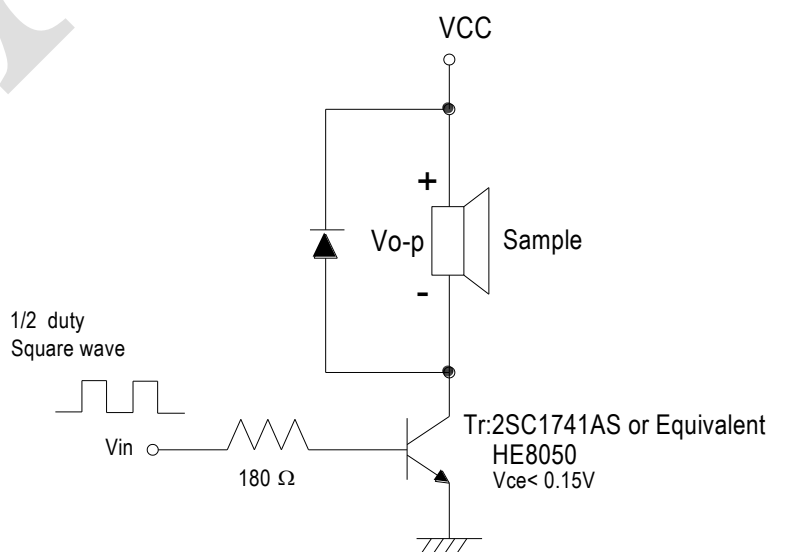 VCC
+
Vo-p
Sample
-
1/2 duty
Square wave
Vin
180 Ω
Tr:2SC1741AS or Equivalent
HE8050
Vce< 0.15V